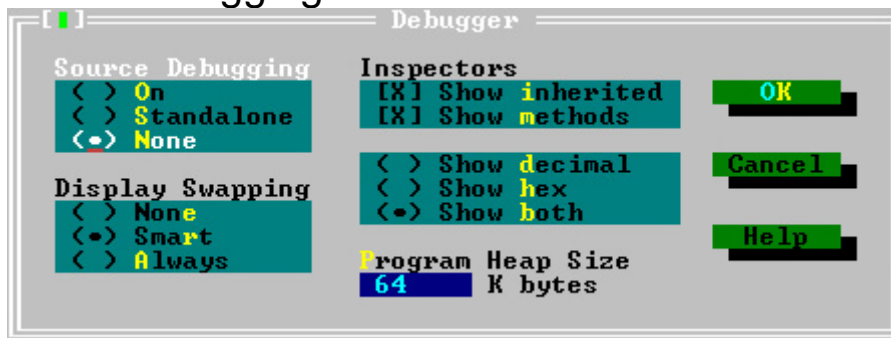 Debugger
Source Debugging
( ) On
( ) Standalone
(•) None
Display Swapping
( ) None
(•) Smart
( ) Always
Inspectors
[X] Show inherited
[X] Show methods
( ) Show decimal
( ) Show hex
(•) Show both
Program Heap Size
64 K bytes
OK
Cancel
Help